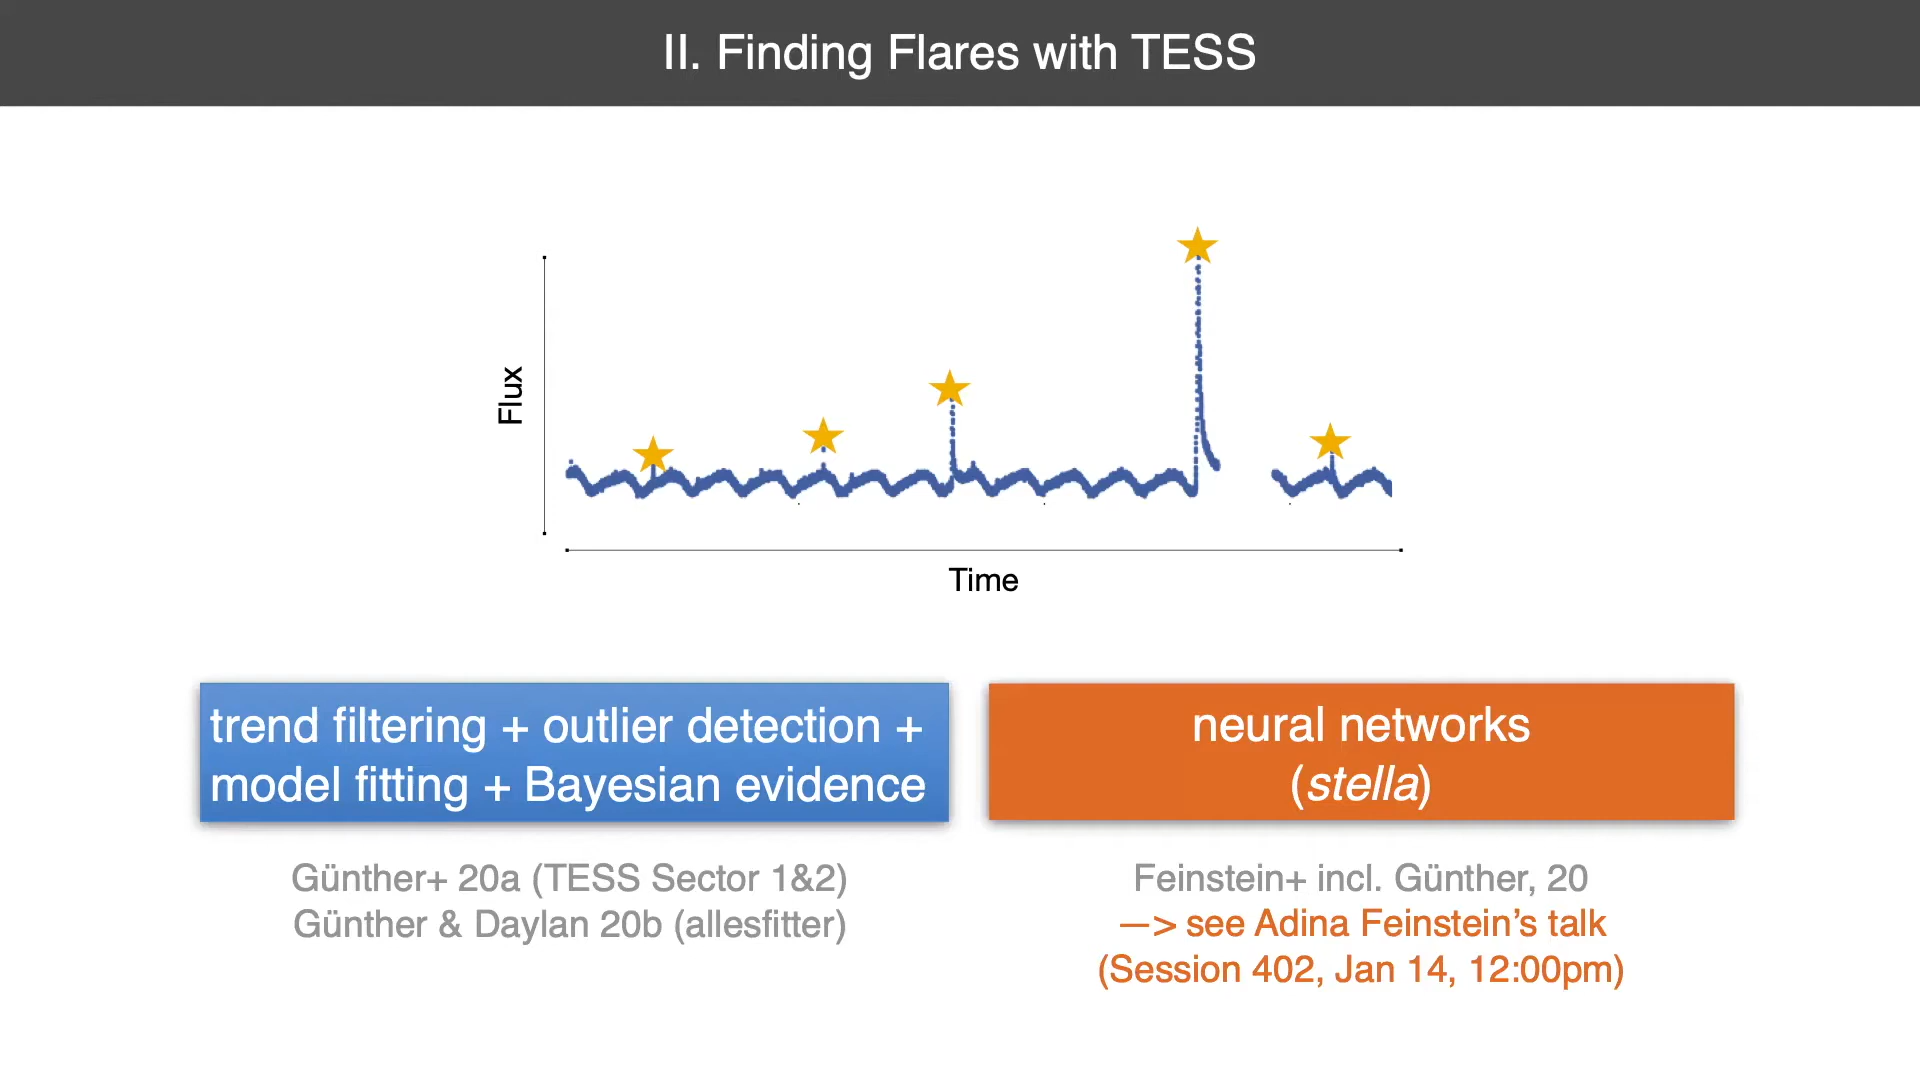 II. Finding Flares with TESS
Flux
Time
trend filtering + outlier detection +
model fitting + Bayesian evidence
neural networks
(stella)
Günther+ 20a (TESS Sector 1&2)
Günther & Daylan 20b (allesfitter)
Feinstein+ incl. Günther, 20
—> see Adina Feinstein’s talk
(Session 402, Jan 14, 12:00pm)